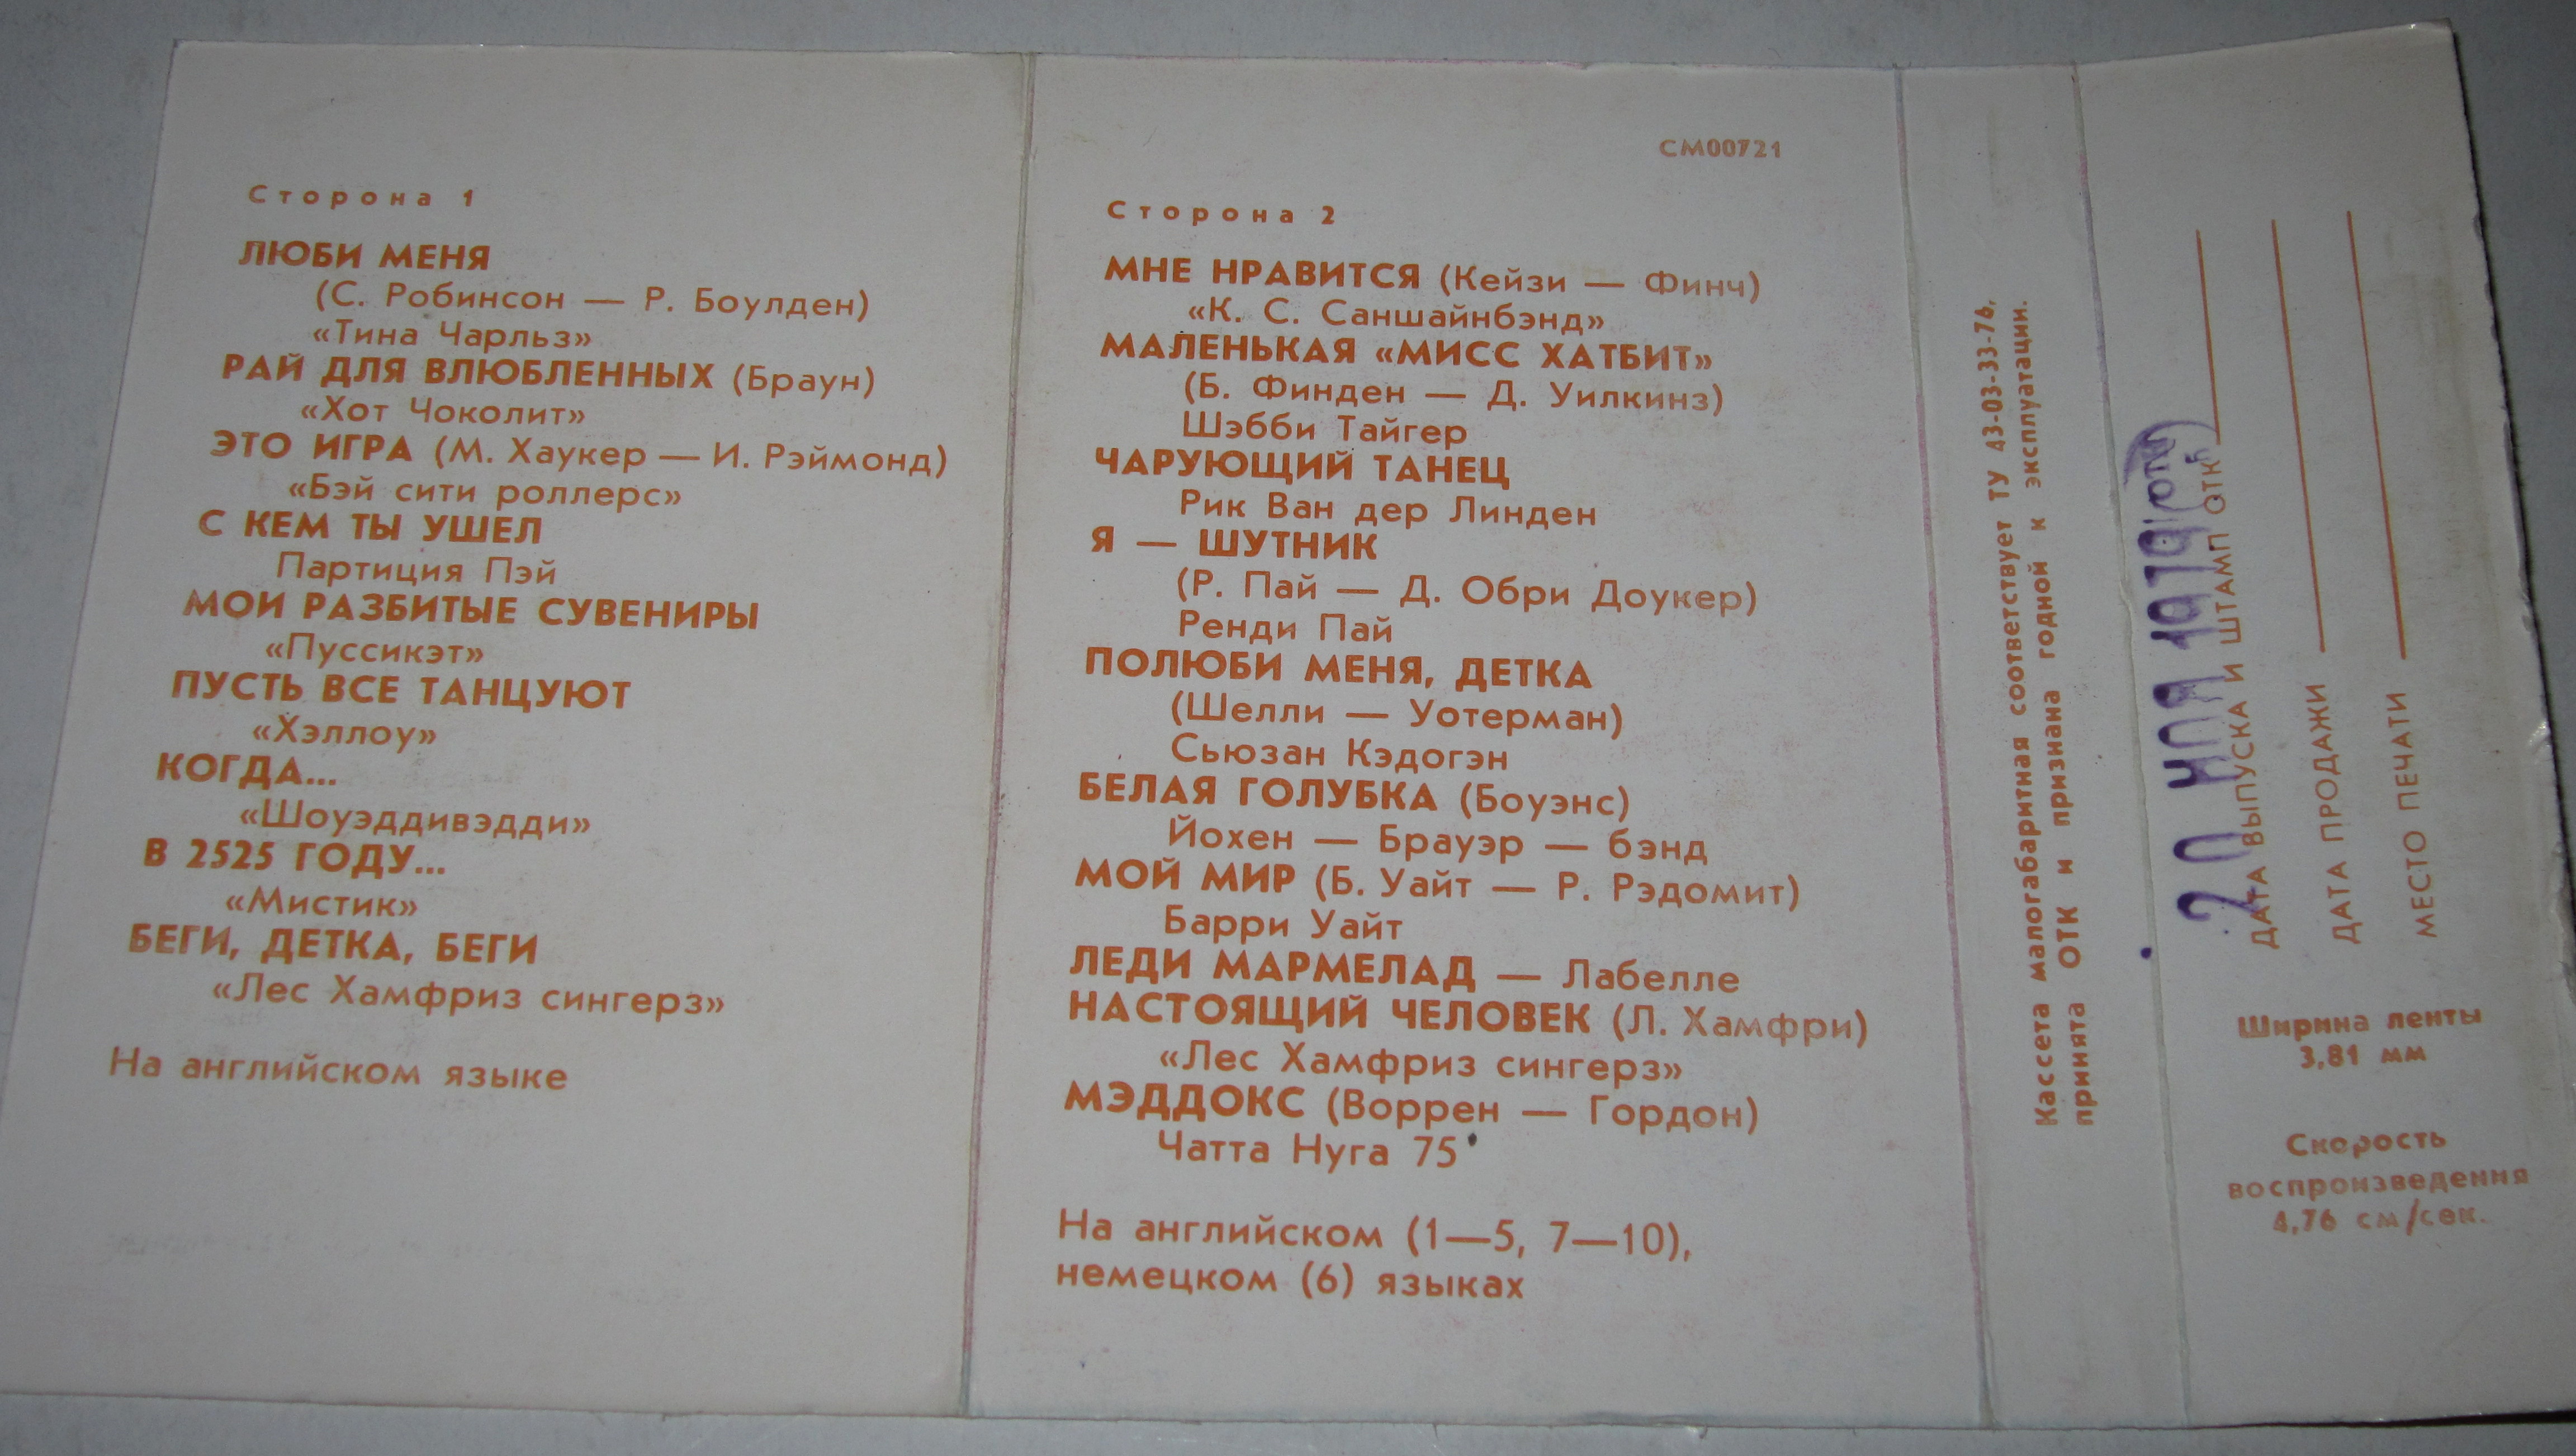 Сторона 1
ЛЮБИ МЕНЯ
(С. Робинсон — Р. Боулден)
«Тина Чарльз»
РАЙ ДЛЯ ВЛЮБЛЕННЫХ (Браун)
«Хот Чоколит»
ЭТО ИГРА (М. Хаукер — И. Рэймонд)
«Бэй сити роллерс»
С КЕМ ТЫ УШЕЛ
Партиция Пэй
МОИ РАЗБИТЫЕ СУВЕНИРЫ
«Пуссикэт»
ПУСТЬ ВСЕ ТАНЦУЮТ
«Хэллоу»
КОГДА...
«Шоуэддивэдди»
В 2525 ГОДУ...
«Мистик»
БЕГИ, ДЕТКА, БЕГИ
«Лес Хамфриз сингерз»
На английском языке
СМ00721
Сторона 2
МНЕ НРАВИТСЯ (Кейзи — Финч)
«К. С. Саншайнбэнд»
МАЛЕНЬКАЯ «МИСС ХАТБИТ»
(Б. Финден — Д. Уилкинз)
Шэбби Тайгер
ЧАРУЮЩИЙ ТАНЕЦ
Рик Ван дер Линден
Я — ШУТНИК
(Р. Пай — Д. Обри Доукер)
Ренди Пай
ПОЛЮБИ МЕНЯ, ДЕТКА
(Шелли — Уотерман)
Сьюзан Кэдогэн
БЕЛАЯ ГОЛУБКА (Боуэнс)
Йохен — Брауэр — бэнд
МОЙ МИР (Б. Уайт — Р. Рэдомит)
Барри Уайт
ЛЕДИ МАРМЕЛАД — Лабелле
НАСТОЯЩИЙ ЧЕЛОВЕК (Л. Хамфри)
«Лес Хамфриз сингерз»
МЭДДОКС (Воррен — Гордон)
Чатта Нуга 75
На английском (1—5, 7—10),
немецком (6) языках
Кассета малогабаритная соответствует ТУ 43-03-33-76,
принята ОТК и признана годной к эксплуатации.
20 1979
ДАТА ВЫПУСКА И ШТАМП ОТК
ДАТА ПРОДАЖИ
МЕСТО ПЕЧАТИ
Ширина ленты
3,81 мм
Скорость
воспроизведения
4,76 см/сек.